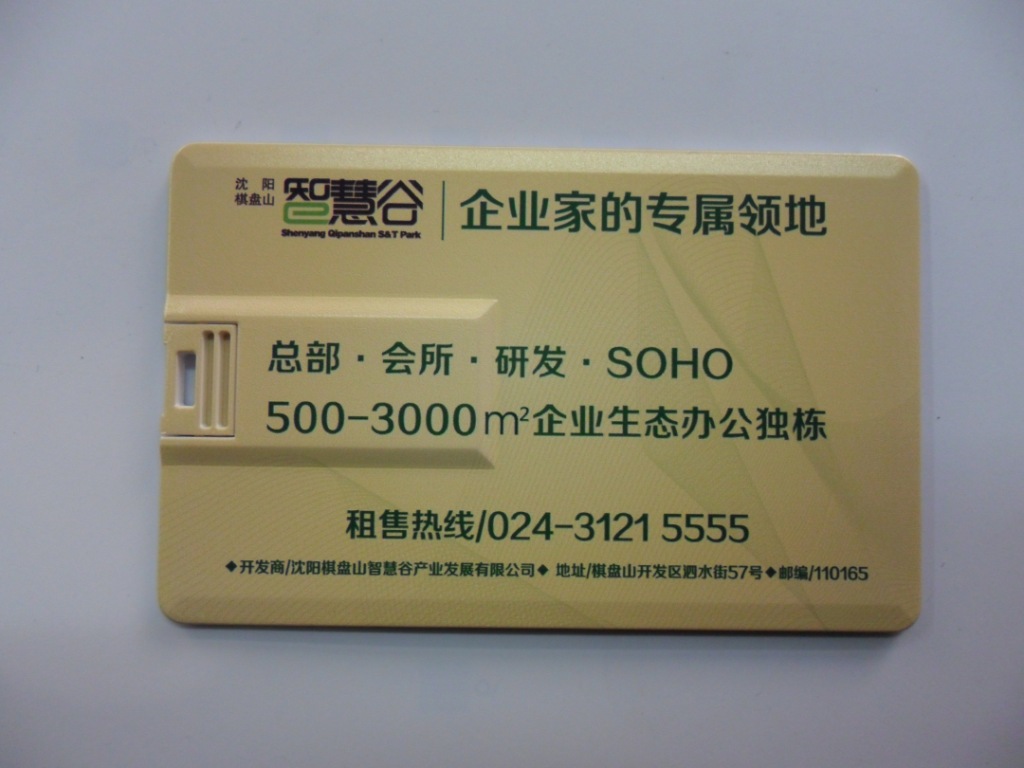 沈阳
棋盘山
智慧谷
Shenyang Qipanshan S&T Park
企业家的专属领地
总部·会所·研发·SOHO
500-3000m²企业生态办公独栋
租售热线/024-3121 5555
◆开发商/沈阳棋盘山智慧谷产业发展有限公司◆ 地址/棋盘山开发区泗水街57号◆邮编/110165